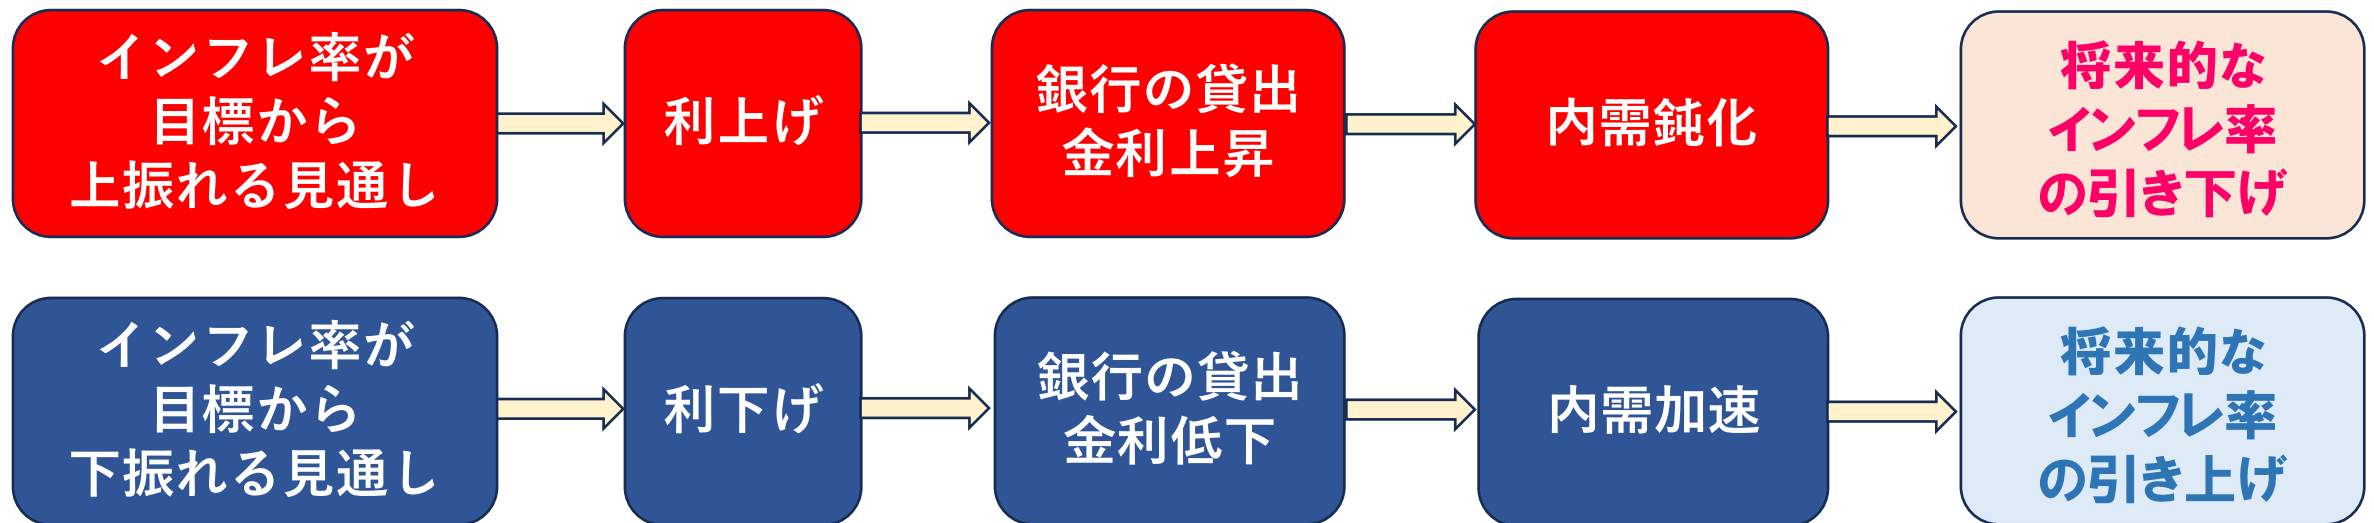 インフレ率が
目標から
上振れる見通し
利上げ
銀行の貸出
金利上昇
内需鈍化
将来的な
インフレ率
の引き下げ
インフレ率が
目標から
下振れる見通し
利下げ
銀行の貸出
金利低下
内需加速
将来的な
インフレ率
の引き上げ